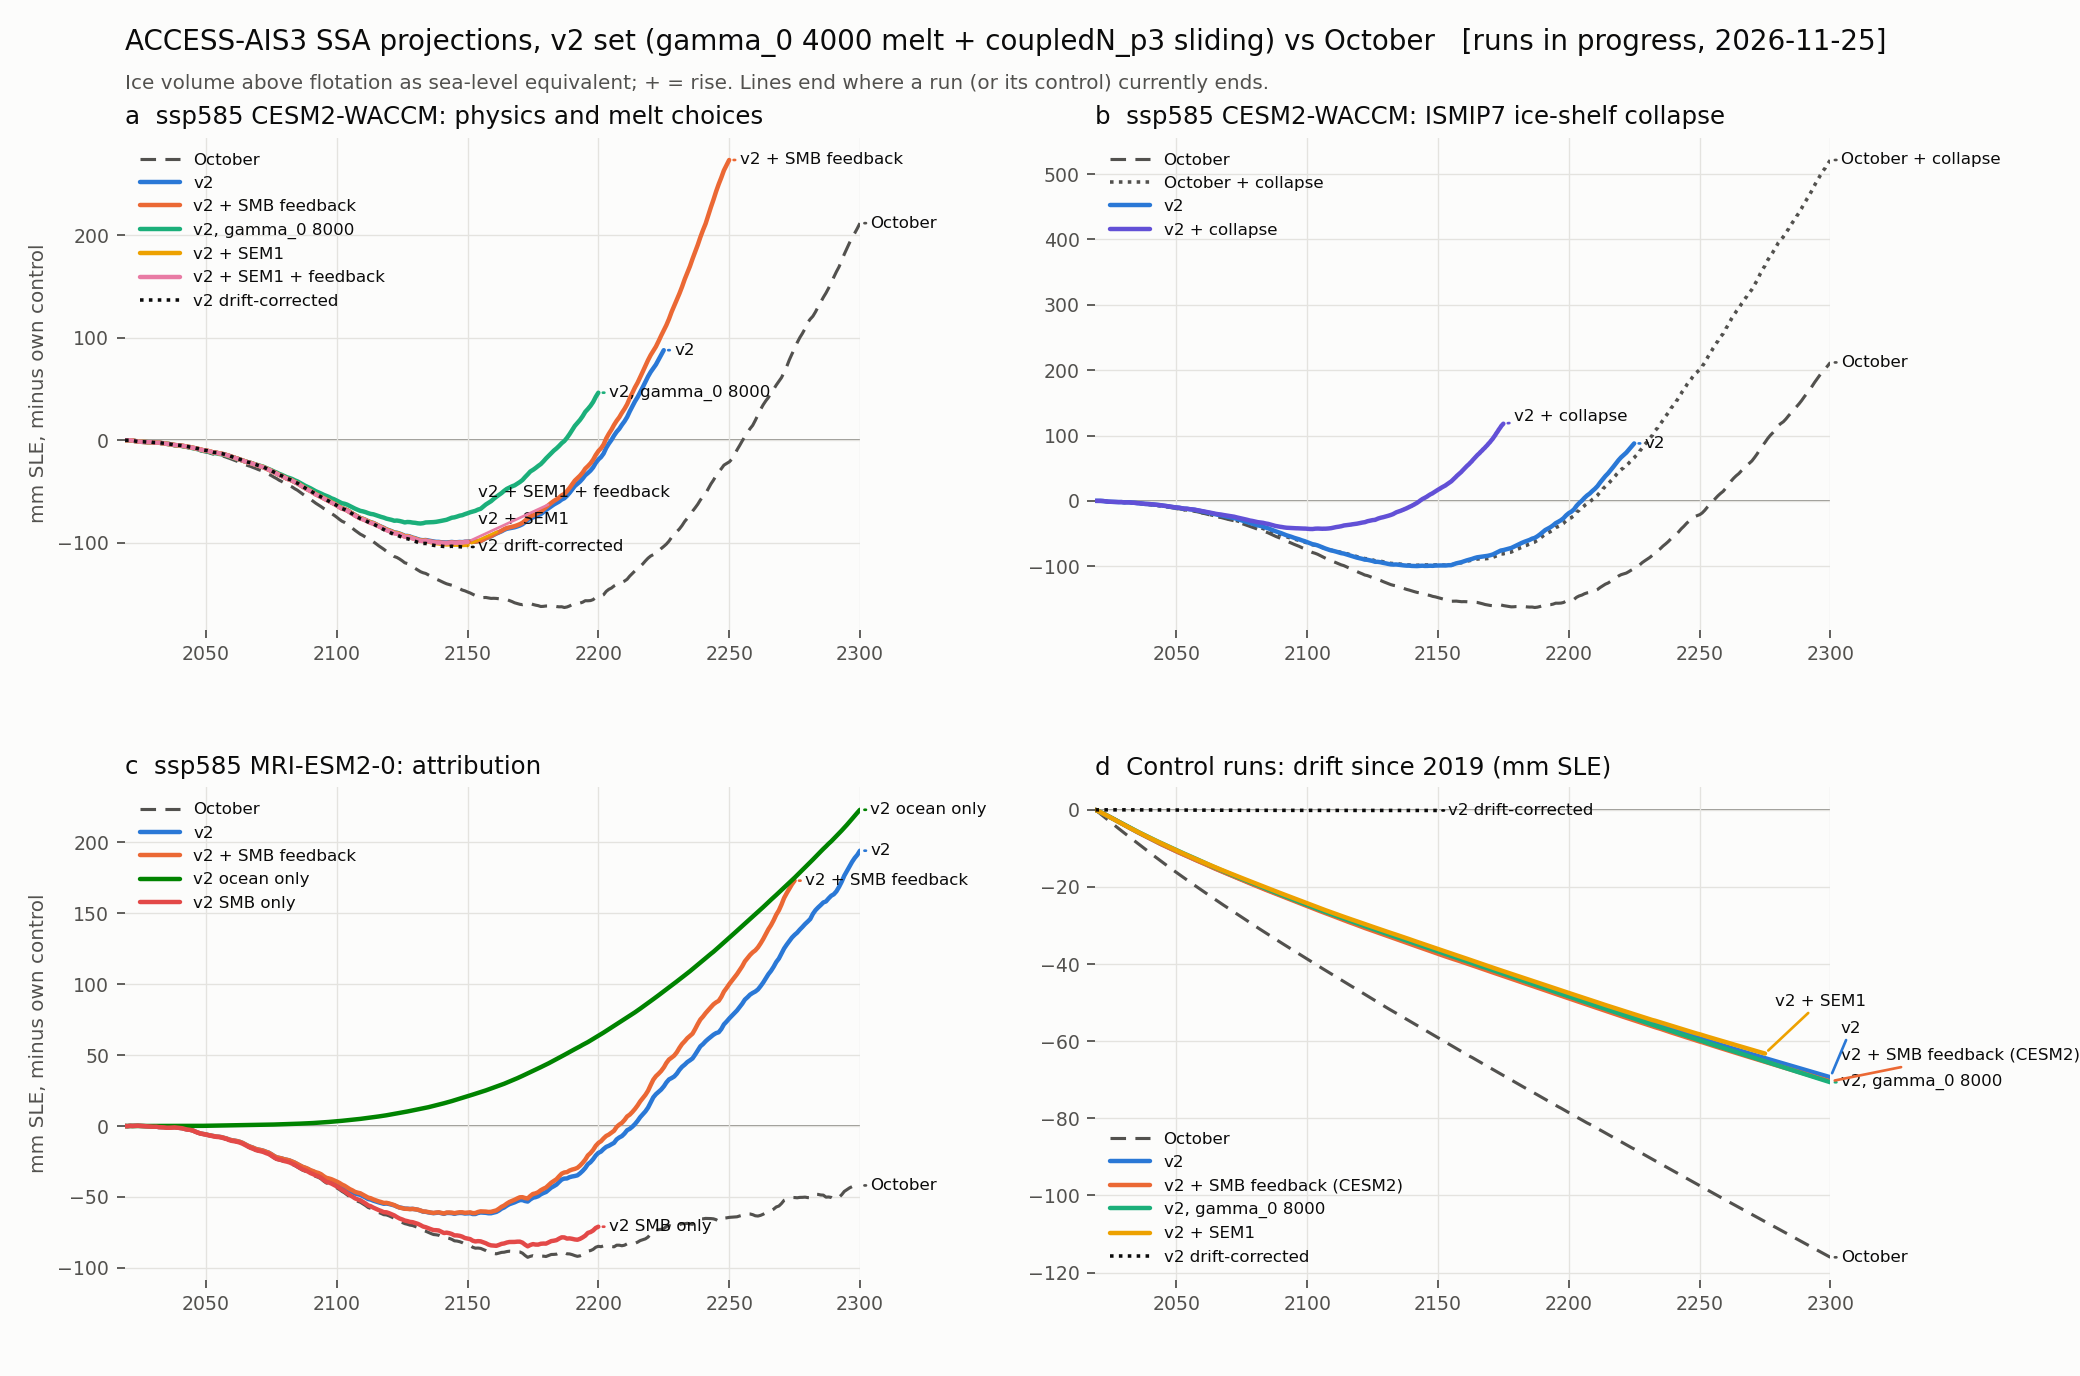 ACCESS-AIS3 SSA projections, v2 set (gamma_0 4000 melt + coupledN_p3 sliding) vs October   [runs in progress, 2026-11-25]
Ice volume above flotation as sea-level equivalent; + = rise. Lines end where a run (or its control) currently ends.
a  ssp585 CESM2-WACCM: physics and melt choices
mm SLE, minus own control
200
100
0
−100
October
v2
v2 + SMB feedback
v2, gamma_0 8000
v2 + SEM1
v2 + SEM1 + feedback
v2 drift-corrected
v2 + SMB feedback
October
v2
v2, gamma_0 8000
v2 + SEM1 + feedback
v2 + SEM1
v2 drift-corrected
2050 2100 2150 2200 2250 2300
b  ssp585 CESM2-WACCM: ISMIP7 ice-shelf collapse
500
400
300
200
100
0
−100
October
October + collapse
v2
v2 + collapse
October + collapse
October
v2 + collapse
v2
2050 2100 2150 2200 2250 2300
c  ssp585 MRI-ESM2-0: attribution
mm SLE, minus own control
200
150
100
50
0
−50
−100
October
v2
v2 + SMB feedback
v2 ocean only
v2 SMB only
v2 ocean only
v2
v2 + SMB feedback
October
v2 SMB only
2050 2100 2150 2200 2250 2300
d  Control runs: drift since 2019 (mm SLE)
0
−20
−40
−60
−80
−100
−120
v2 drift-corrected
v2 + SEM1
v2
v2 + SMB feedback (CESM2)
v2, gamma_0 8000
October
October
v2
v2 + SMB feedback (CESM2)
v2, gamma_0 8000
v2 + SEM1
v2 drift-corrected
2050 2100 2150 2200 2250 2300